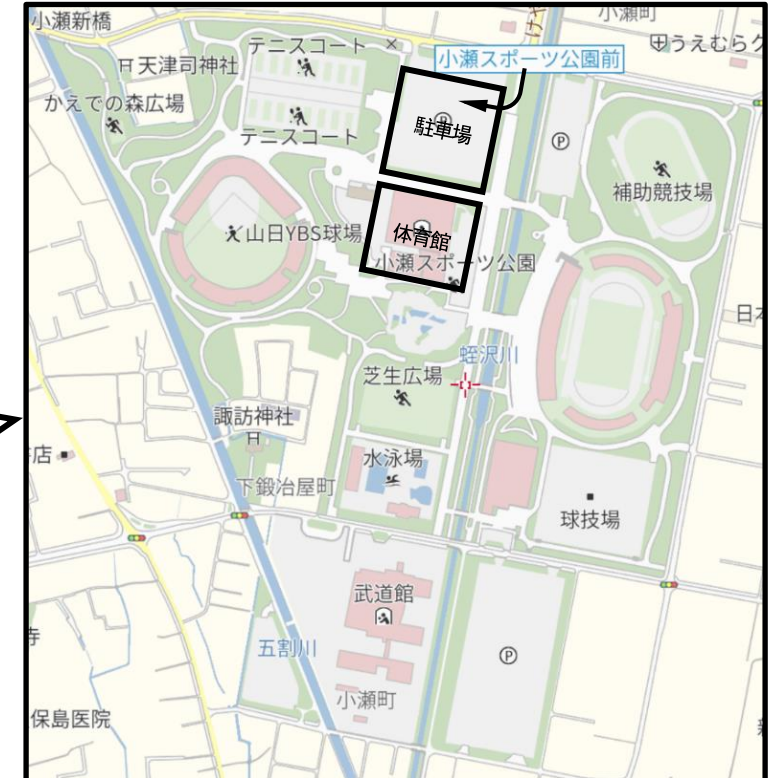 小瀬新橋
小瀬町
テニスコート
小瀬スポーツ公園前
天津司神社
うえむらク
かえでの森広場
P
駐車場
P
テニスコート
補助競技場
山日YBS球場
体育館
小瀬スポーツ公園
日本
蛭沢川
芝生広場
諏訪神社
店
水泳場
下鍛冶屋町
球技場
武道館
五割川
P
寺
小瀬町
保島医院